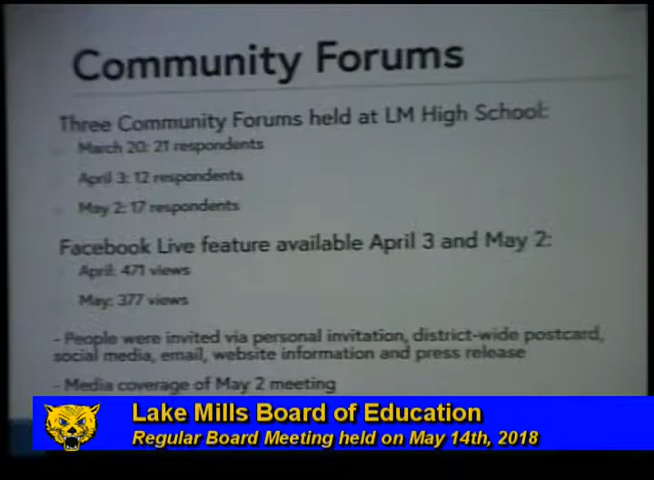 Community Forums
Three Community Forums held at LM High School:
March 20: 21 respondents
April 3: 12 respondents
May 2: 17 respondents
Facebook Live feature available April 3 and May 2:
April: 471 views
May: 377 views
- People were invited via personal invitation, district-wide postcard,
social media, email, website information and press release
- Media coverage of May 2 meeting
Lake Mills Board of Education
Regular Board Meeting held on May 14th, 2018